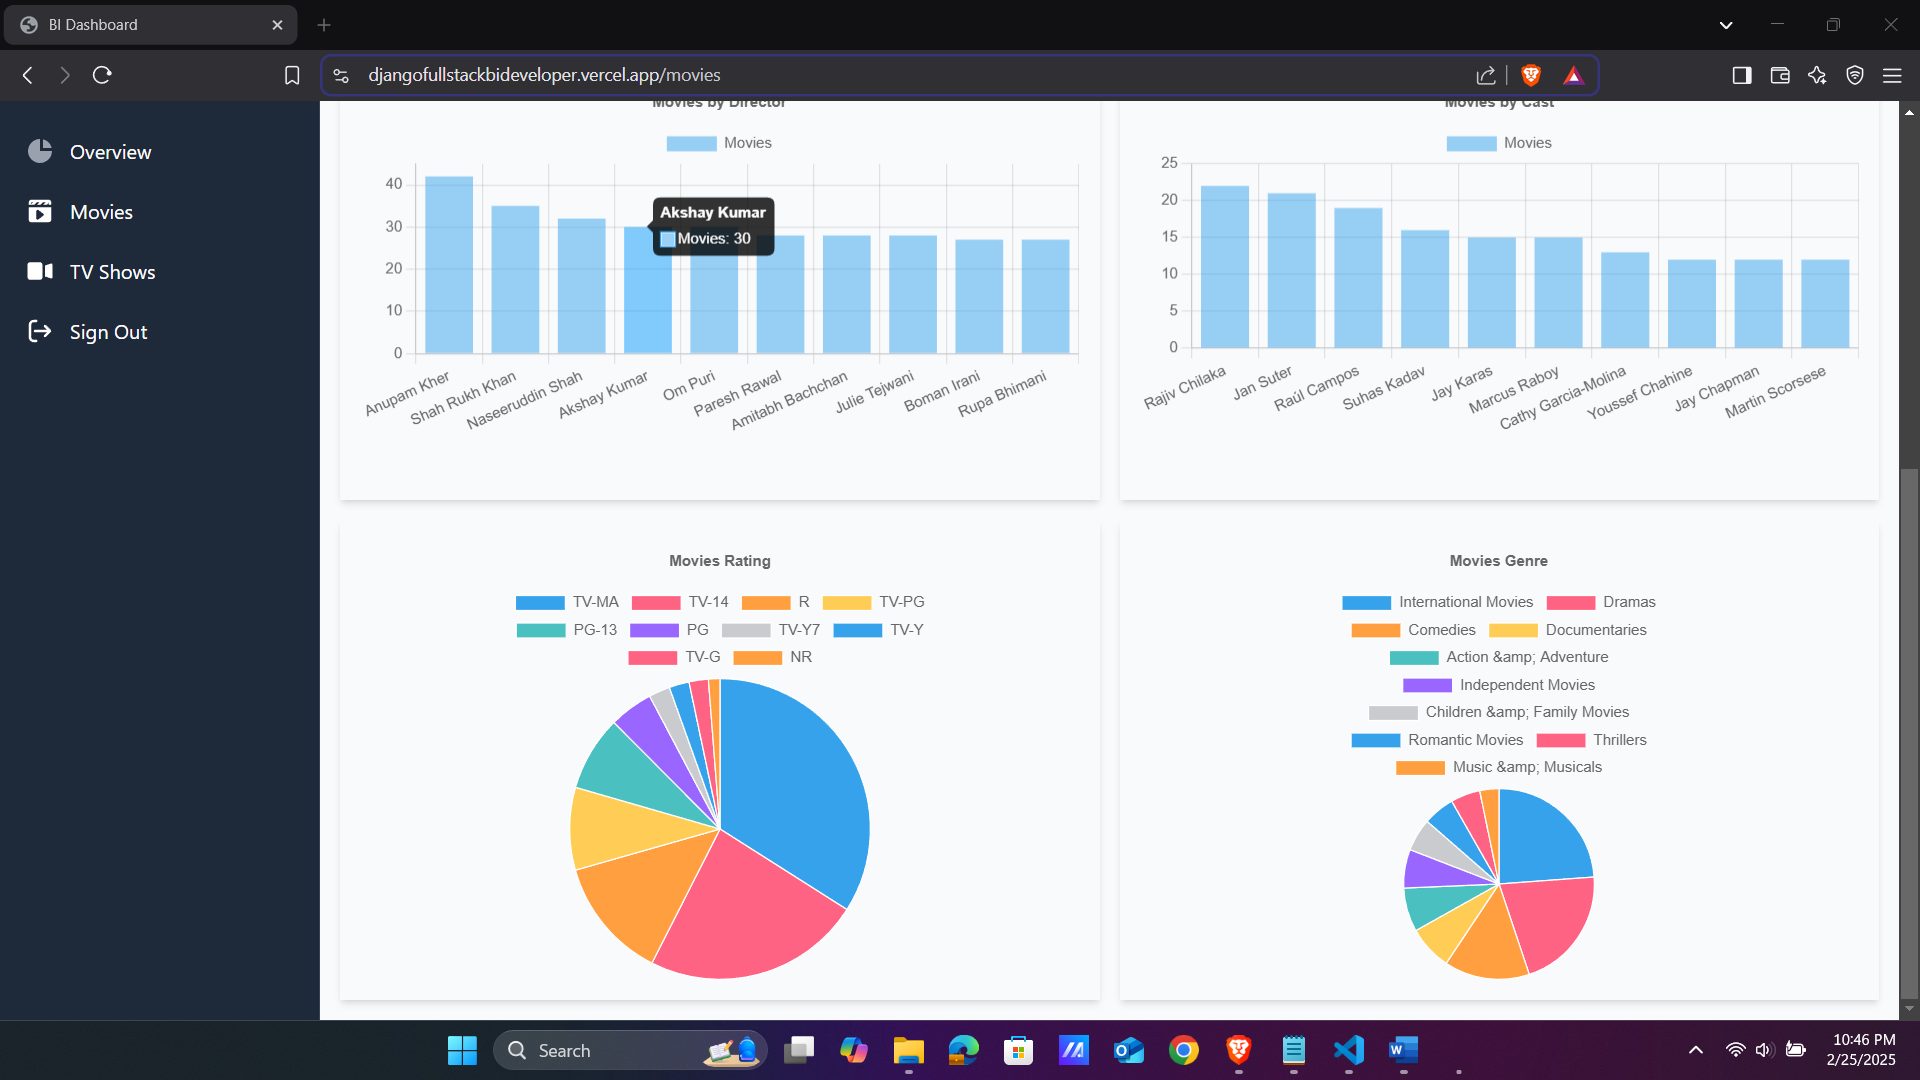 BI Dashboard
djangofullstackbideveloper.vercel.app/movies
Overview
Movies
TV Shows
Sign Out
Movies by Director
Movies
40
30
20
10
0
Akshay Kumar
Movies: 30
Anupam Kher
Shah Rukh Khan
Naseeruddin Shah
Akshay Kumar
Om Puri
Paresh Rawal
Amitabh Bachchan
Julie Tejwani
Boman Irani
Rupa Bhimani
Movies by Cast
Movies
25
20
15
10
5
0
Rajiv Chilaka
Jan Suter
Raúl Campos
Suhas Kadav
Jay Karas
Marcus Raboy
Cathy Garcia-Molina
Youssef Chahine
Jay Chapman
Martin Scorsese
Movies Rating
TV-MA TV-14 R TV-PG
PG-13 PG TV-Y7 TV-Y
TV-G NR
Movies Genre
International Movies Dramas
Comedies Documentaries
Action &amp; Adventure
Independent Movies
Children &amp; Family Movies
Romantic Movies Thrillers
Music &amp; Musicals
Search
10:46 PM
2/25/2025